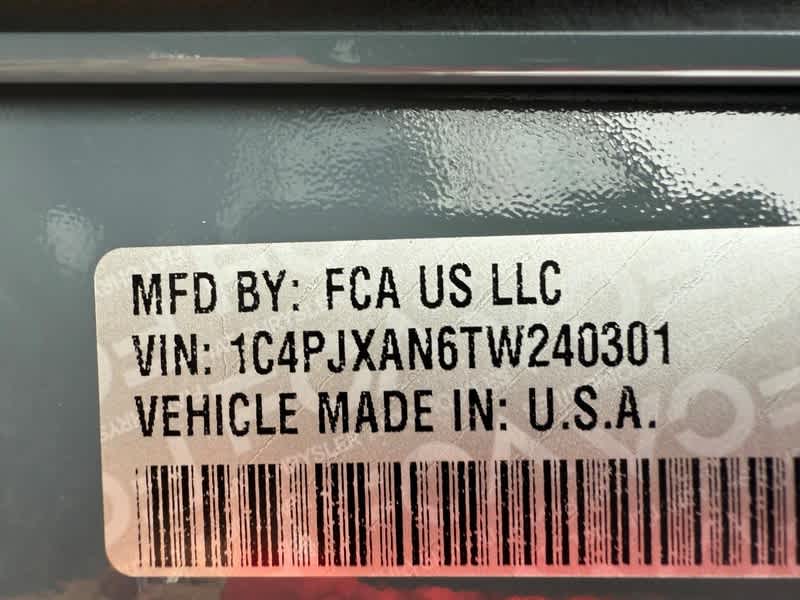 MFD BY: FCA US LLC
VIN: 1C4PJXAN6TW240301
VEHICLE MADE IN: U.S.A.